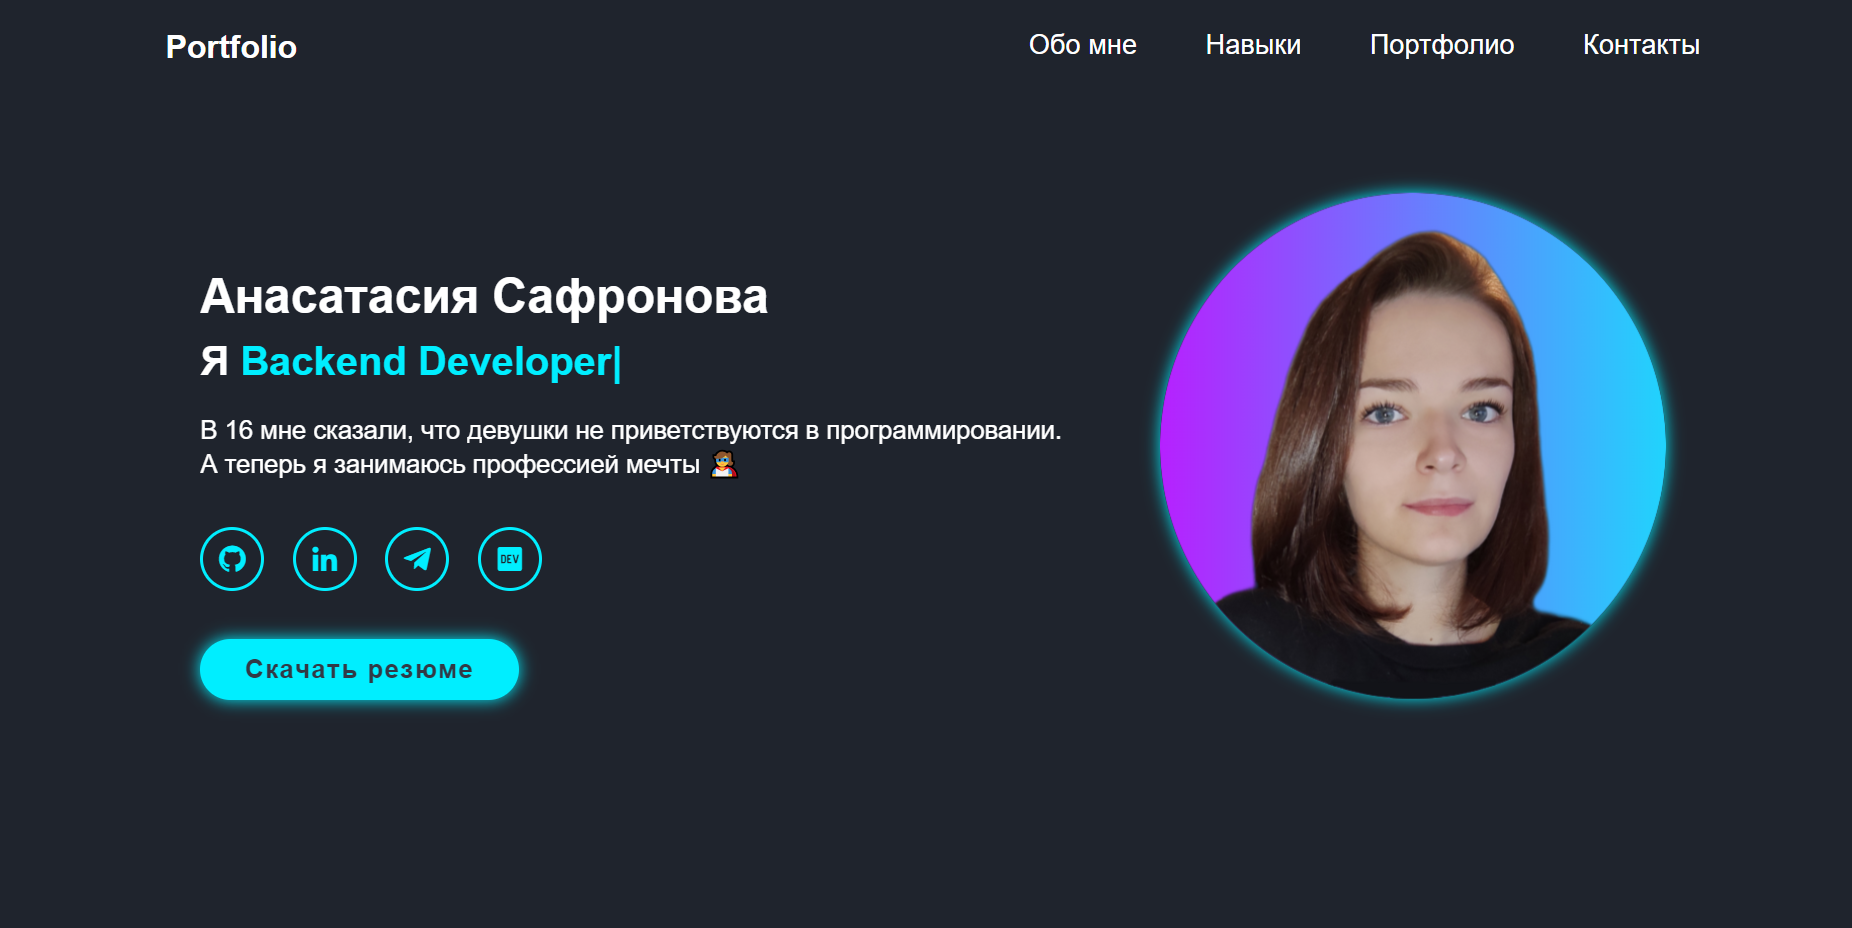 Portfolio
Обо мне
Навыки
Портфолио
Контакты
Анасатасия Сафронова
Я Backend Developer|
В 16 мне сказали, что девушки не приветствуются в программировании.
А теперь я занимаюсь профессией мечты
in
DEV
Скачать резюме